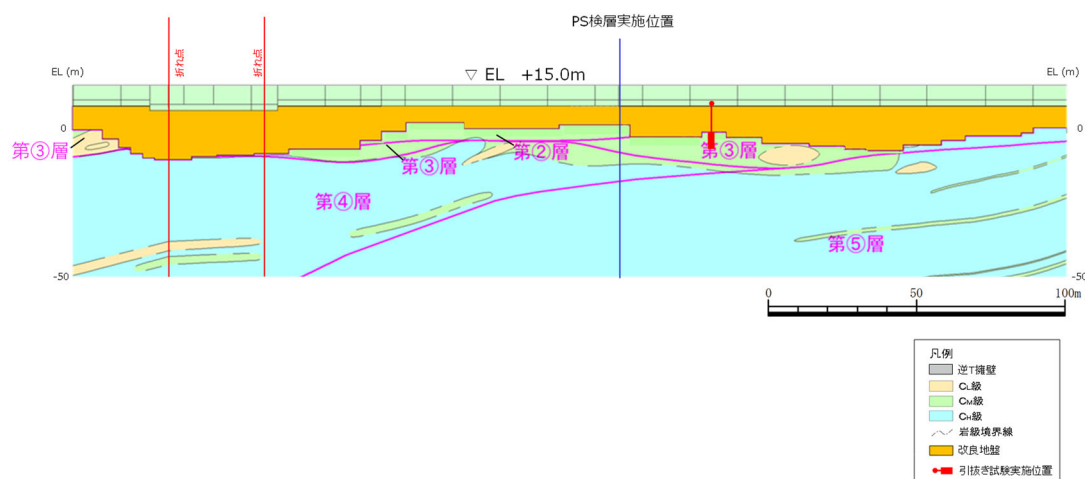 PS検層実施位置
折れ点
折れ点
EL (m)
▽ EL +15.0m
EL (m)
0
0
第③層
第③層
第②層
第③層
第④層
第⑤層
-50
-50
0
50
100m
凡例
逆T擁壁
CL級
CM級
CH級
岩級境界線
改良地盤
引抜き試験実施位置